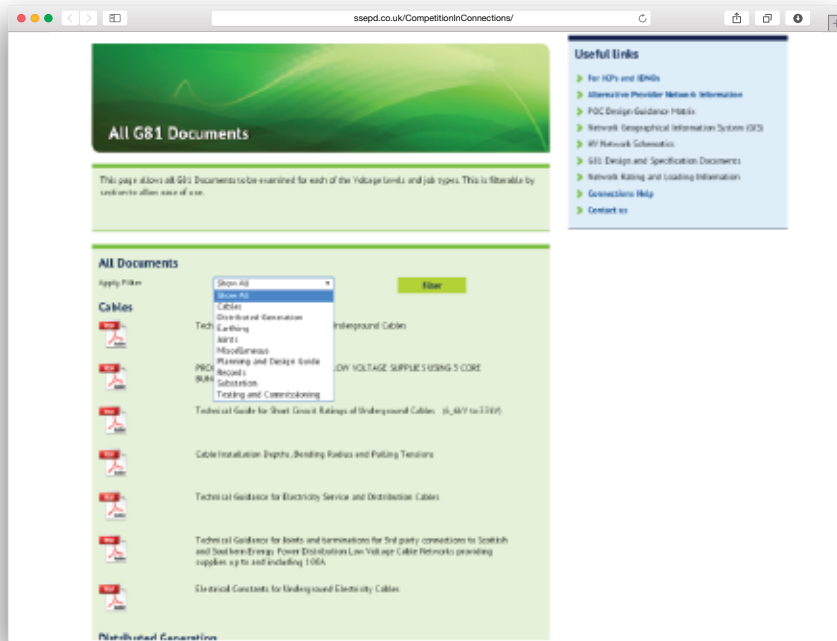 ssepd.co.uk/CompetitionInConnections/
All G81 Documents
This page allows all G81 Documents to be examined for each of the Voltage levels and job types. This is filterable by
section to allow ease of use.
All Documents
Apply Filter
Show All
Filter
Show All
Cables
Distributed Generation
Earthing
Joints
Miscellaneous
Planning and Design Guide
Records
Substation
Testing and Commissioning
Cables
Tech
Underground Cables
LOW VOLTAGE SUPPLIES USING 3 CORE
Technical Guide for Short Circuit Ratings of Underground Cables (6_6kV to 33kV)
Cable Installation Depths, Bending Radius and Pulling Tensions
Technical Guidance for Electricity Service and Distribution Cables
Technical Guidance for Joints and terminations for 3rd party connections to Scottish
and Southern Energy Power Distribution Low Voltage Cable Networks providing
supplies up to and including 100A
Electrical Constants for Underground Electricity Cables
Distributed Generation
Useful links
For ICPs and IDNOs
Alternative Provider Network Information
POC Design Guidance Matrix
Network Geographical Information System (GIS)
HV Network Schematics
G81 Design and Specification Documents
Network Rating and Loading Information
Connections Help
Contact us